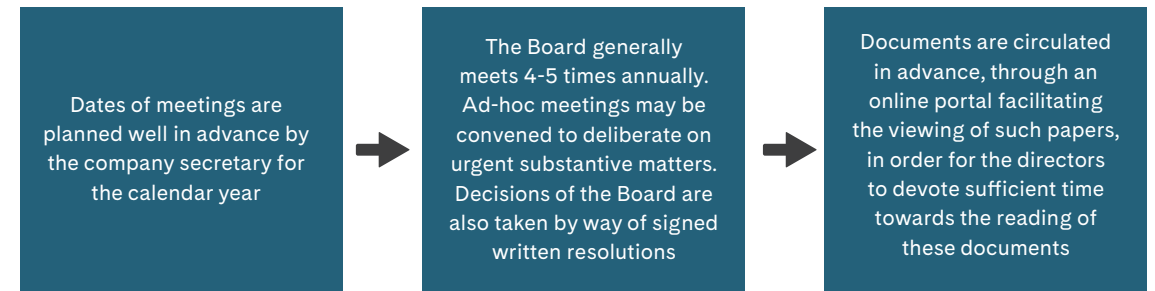 Dates of meetings are
planned well in advance by
the company secretary for
the calendar year
The Board generally
meets 4-5 times annually.
Ad-hoc meetings may be
convened to deliberate on
urgent substantive matters.
Decisions of the Board are
also taken by way of signed
written resolutions
Documents are circulated
in advance, through an
online portal facilitating
the viewing of such papers,
in order for the directors
to devote sufficient time
towards the reading of
these documents